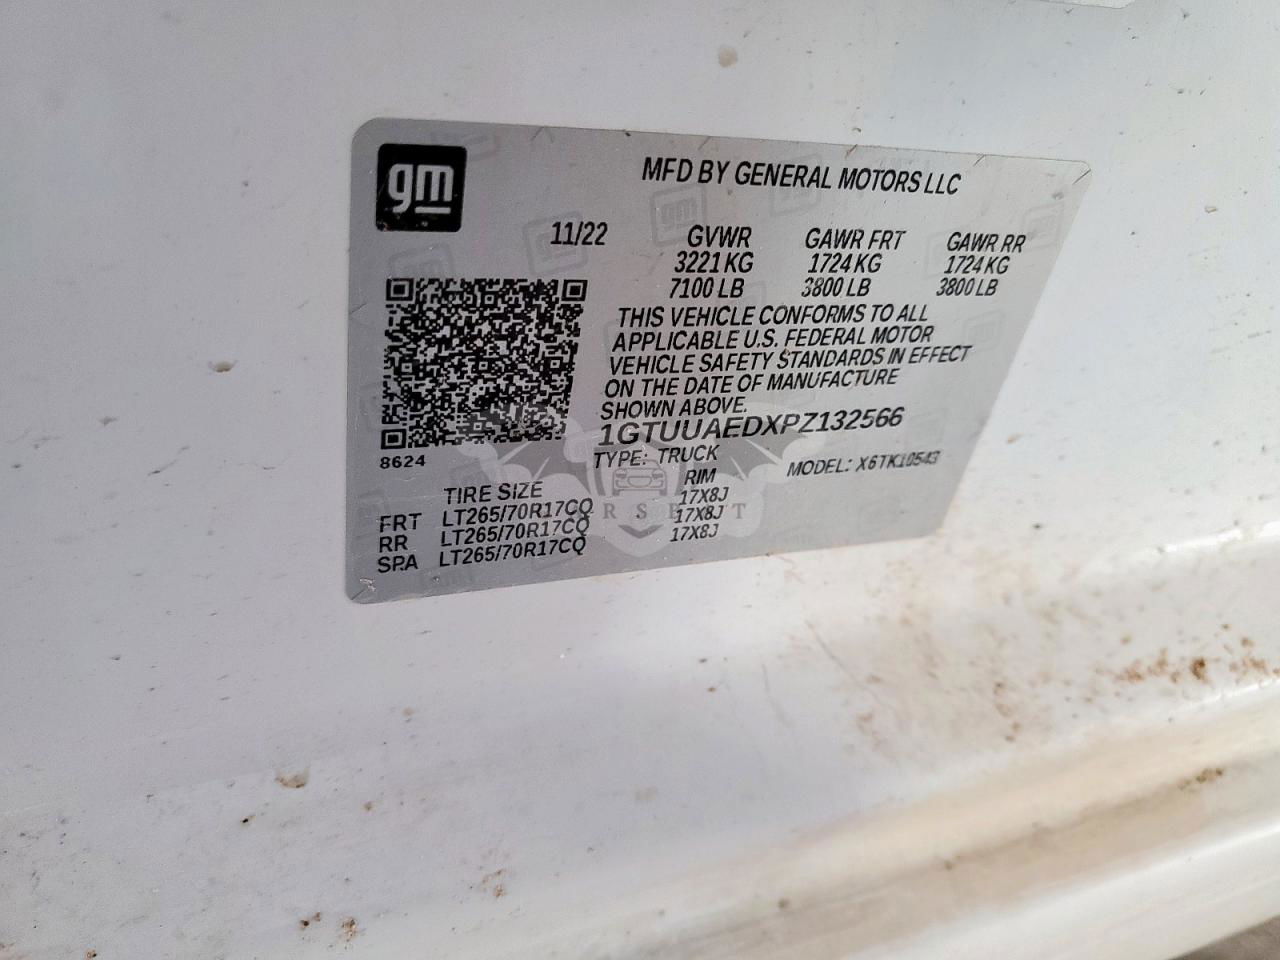 gm
MFD BY GENERAL MOTORS LLC
11/22 GVWR GAWR FRT GAWR RR
3221 KG 1724 KG 1724 KG
7100 LB 3800 LB 3800 LB
THIS VEHICLE CONFORMS TO ALL
APPLICABLE U.S. FEDERAL MOTOR
VEHICLE SAFETY STANDARDS IN EFFECT
ON THE DATE OF MANUFACTURE
SHOWN ABOVE.
1GTUUAEDXPZ132566
8624
TYPE: TRUCK MODEL: X6TK10543
TIRE SIZE RIM
FRT LT265/70R17CQ 17X8J
RR LT265/70R17CQ 17X8J
SPA LT265/70R17CQ 17X8J